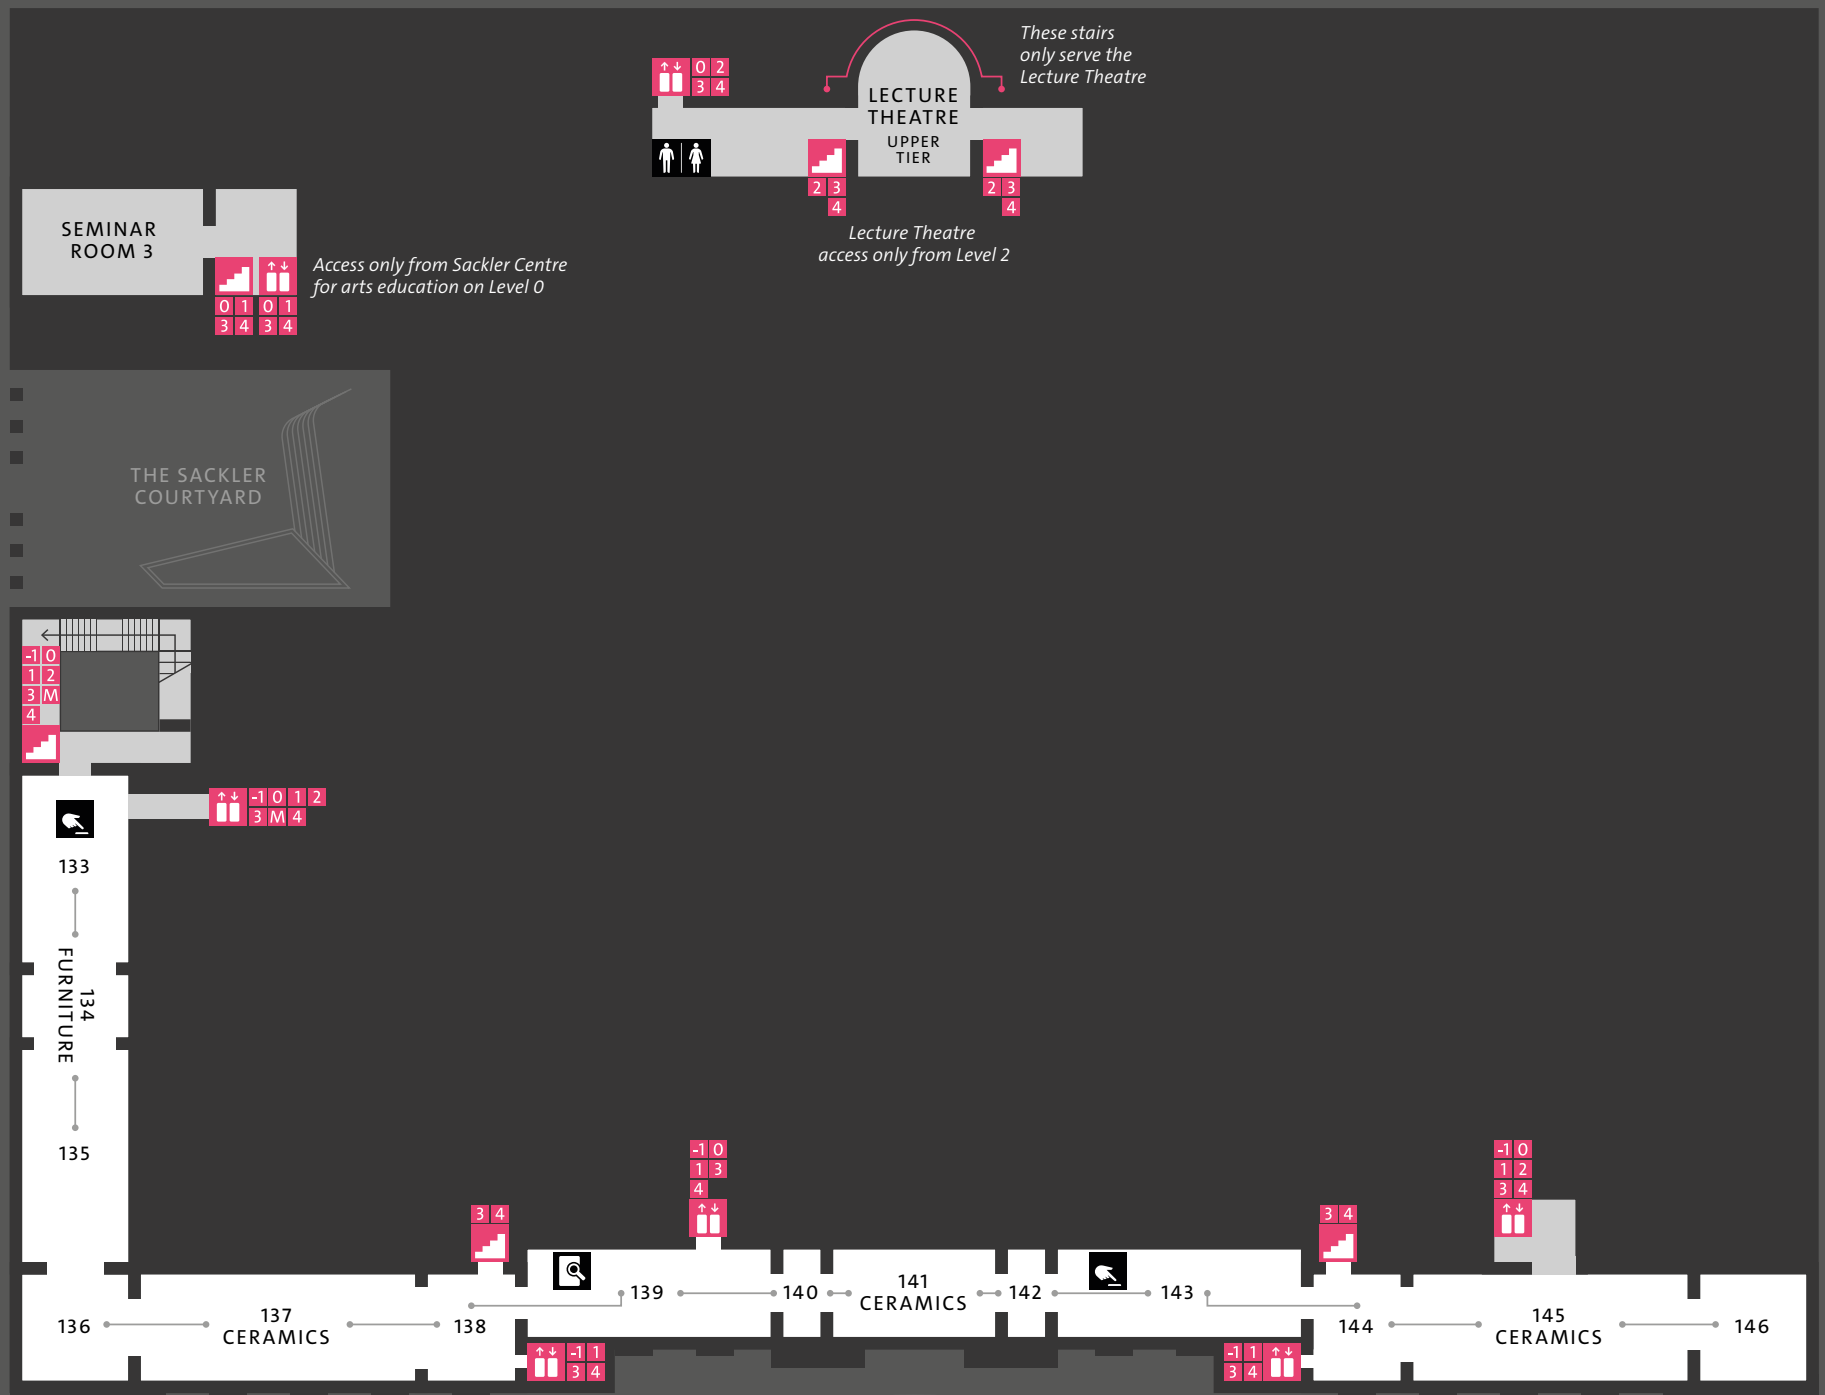 These stairs
only serve the
Lecture Theatre
0 2
3 4
LECTURE
THEATRE
UPPER
TIER
2 3
4
2 3
4
Lecture Theatre
access only from Level 2
SEMINAR
ROOM 3
Access only from Sackler Centre
for arts education on Level 0
0 1
3 4
0 1
3 4
THE SACKLER
COURTYARD
-1 0
1 2
3 M
4
-1 0 1 2
3 M 4
133
134
FURNITURE
135
-1 0
1 3
4
-1 0
1 2
3 4
3 4
3 4
136
137
CERAMICS
138
139
140
141
CERAMICS
142
143
144
145
CERAMICS
146
-1 1
3 4
-1 1
3 4